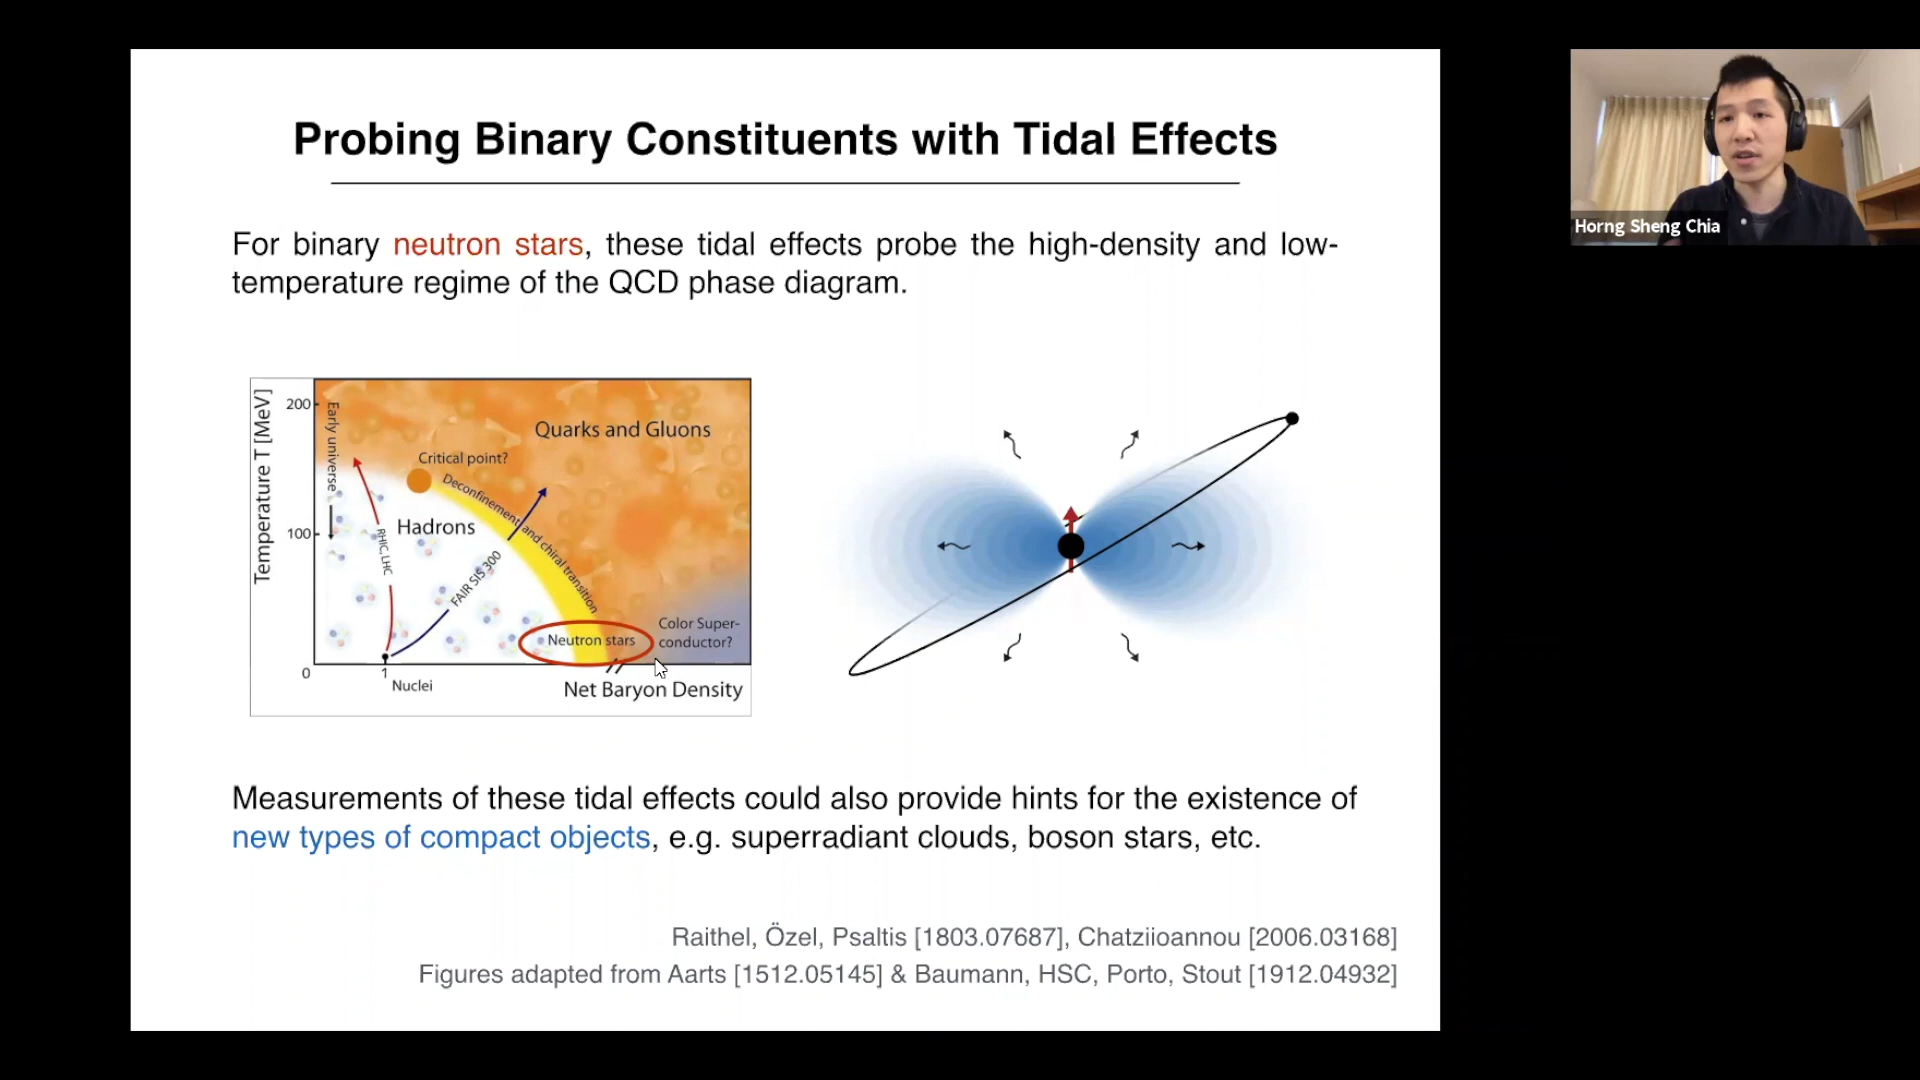 Probing Binary Constituents with Tidal Effects
Horng Sheng Chia
For binary neutron stars, these tidal effects probe the high-density and low-
temperature regime of the QCD phase diagram.
Temperature T [MeV]
200
100
0
Early universe
Quarks and Gluons
Critical point?
Deconfinement and chiral transition
Hadrons
RHIC, LHC
FAIR SIS 300
Neutron stars
Color Super-
conductor?
1
Nuclei
Net Baryon Density
Measurements of these tidal effects could also provide hints for the existence of
new types of compact objects, e.g. superradiant clouds, boson stars, etc.
Raithel, Özel, Psaltis [1803.07687], Chatziioannou [2006.03168]
Figures adapted from Aarts [1512.05145] & Baumann, HSC, Porto, Stout [1912.04932]